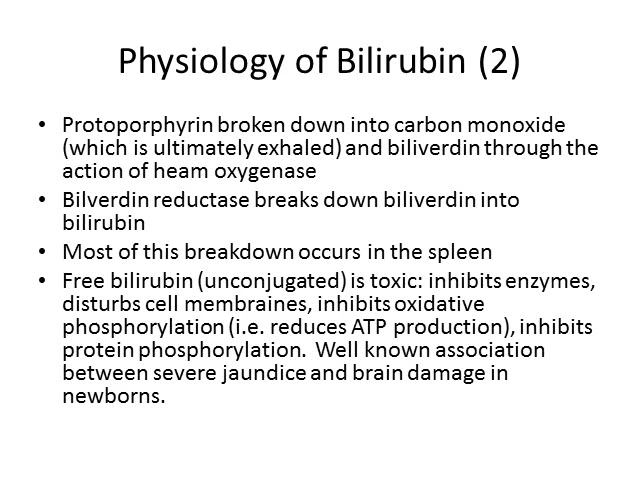 Physiology of Bilirubin (2)
• Protoporphyrin broken down into carbon monoxide
(which is ultimately exhaled) and biliverdin through the
action of heam oxygenase
• Bilverdin reductase breaks down biliverdin into
bilirubin
• Most of this breakdown occurs in the spleen
• Free bilirubin (unconjugated) is toxic: inhibits enzymes,
disturbs cell membraines, inhibits oxidative
phosphorylation (i.e. reduces ATP production), inhibits
protein phosphorylation.  Well known association
between severe jaundice and brain damage in
newborns.